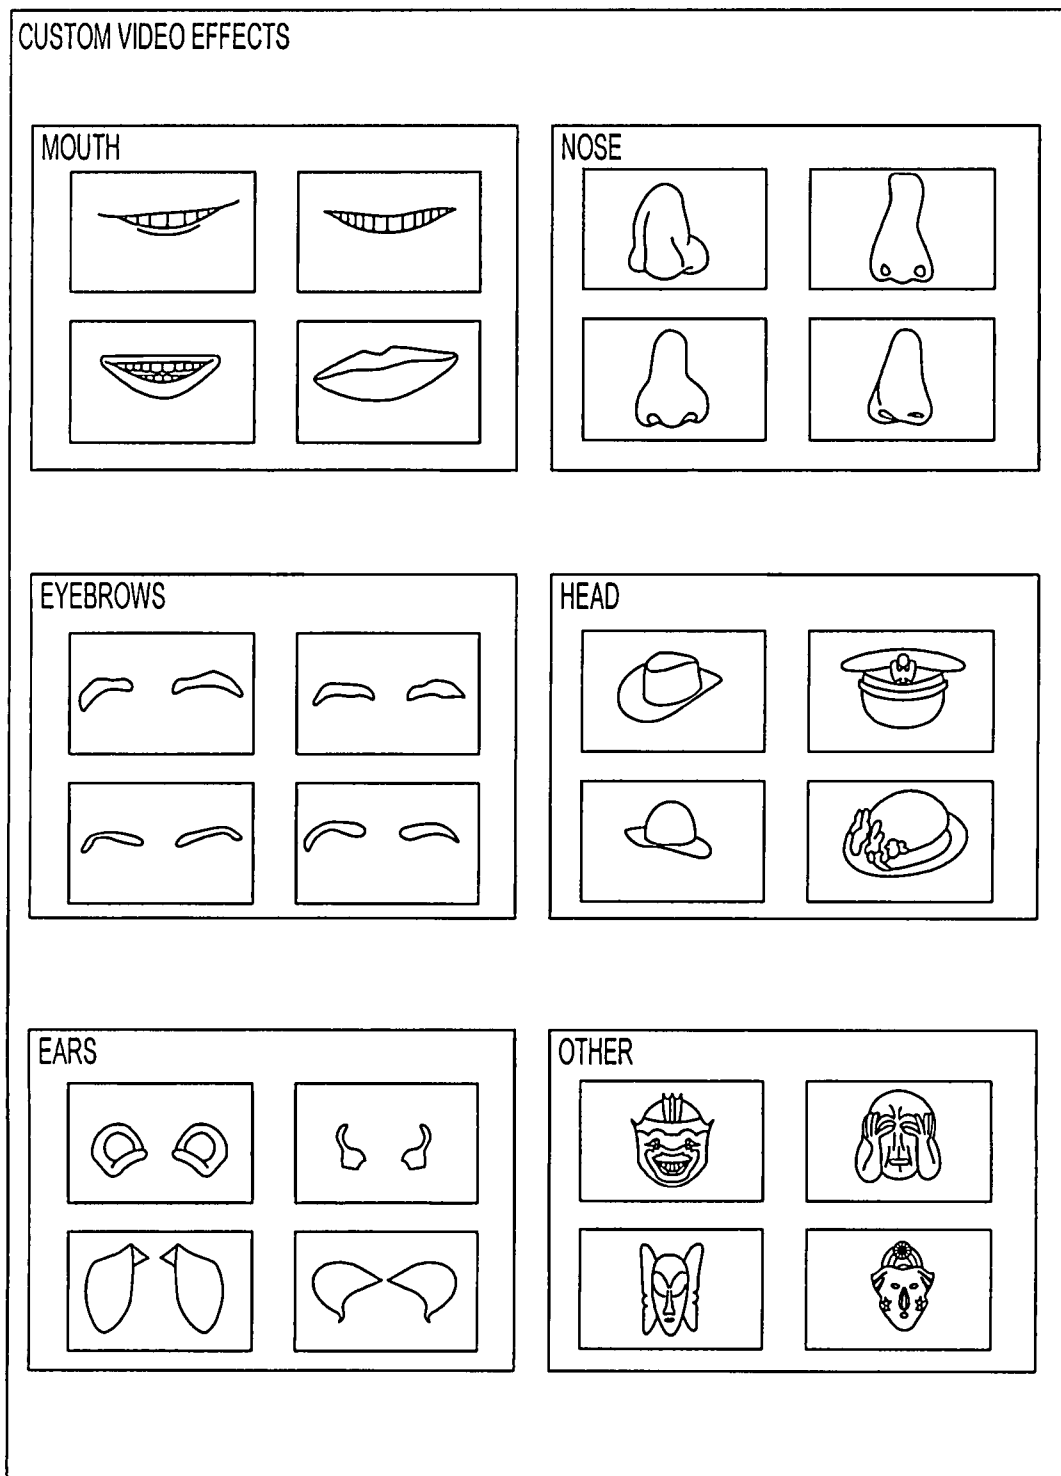 CUSTOM VIDEO EFFECTS
MOUTH
NOSE
EYEBROWS
HEAD
EARS
OTHER